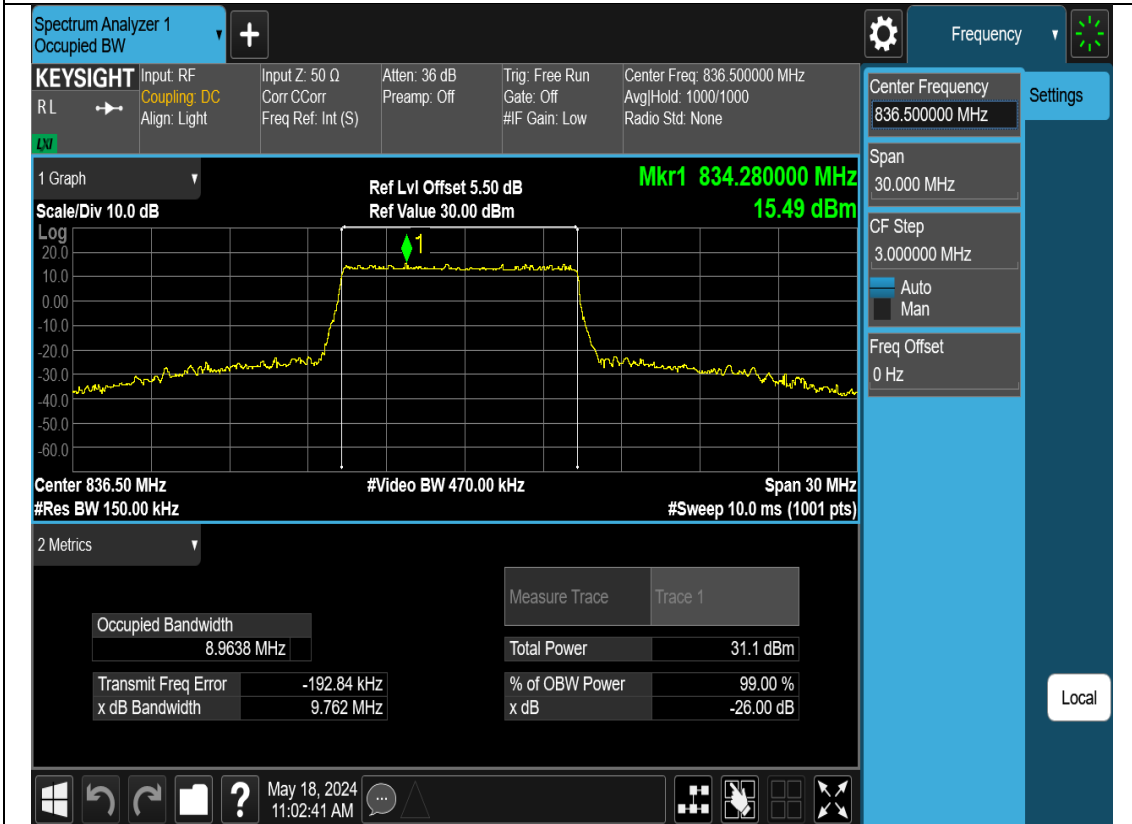 Spectrum Analyzer 1
Occupied BW
+
Frequency
KEYSIGHT
R L
LXI
Input: RF
Coupling: DC
Align: Light
Input Z: 50 Ω
Corr CCorr
Freq Ref: Int (S)
Atten: 36 dB
Preamp: Off
Trig: Free Run
Gate: Off
#IF Gain: Low
Center Freq: 836.500000 MHz
Avg|Hold: 1000/1000
Radio Std: None
1 Graph
Scale/Div 10.0 dB
Ref Lvl Offset 5.50 dB
Ref Value 30.00 dBm
Mkr1 834.280000 MHz
15.49 dBm
Log
1
20.0
10.0
0.00
-10.0
-20.0
-30.0
-40.0
-50.0
-60.0
Center 836.50 MHz
#Video BW 470.00 kHz
Span 30 MHz
#Res BW 150.00 kHz
#Sweep 10.0 ms (1001 pts)
2 Metrics
Measure Trace Trace 1
Occupied Bandwidth
8.9638 MHz
Total Power 31.1 dBm
Transmit Freq Error -192.84 kHz
% of OBW Power 99.00 %
x dB Bandwidth 9.762 MHz
x dB -26.00 dB
Center Frequency
836.500000 MHz
Settings
Span
30.000 MHz
CF Step
3.000000 MHz
Auto
Man
Freq Offset
0 Hz
Local
?
May 18, 2024
11:02:41 AM